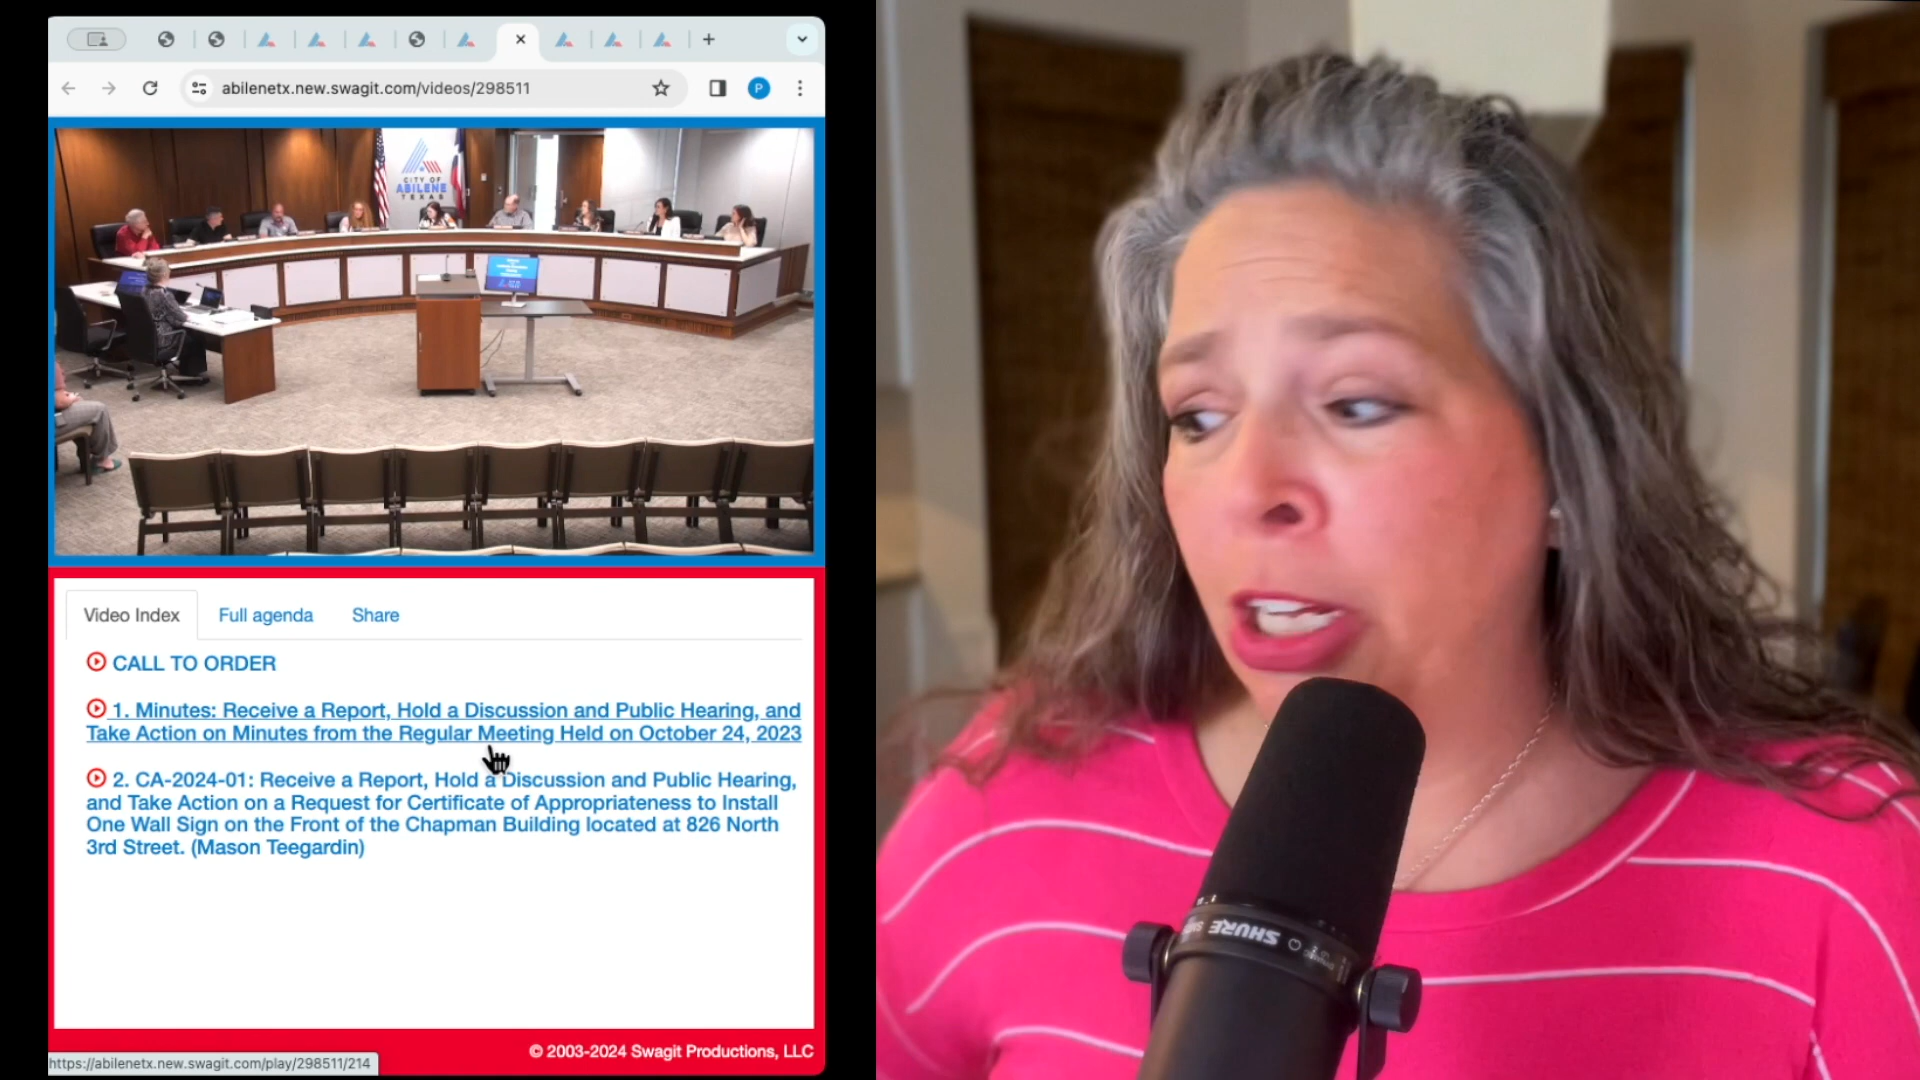 abilenetx.new.swagit.com/videos/298511
P
CITY OF
ABILENE
TEXAS
Video Index
Full agenda
Share
CALL TO ORDER
1. Minutes: Receive a Report, Hold a Discussion and Public Hearing, and
Take Action on Minutes from the Regular Meeting Held on October 24, 2023
2. CA-2024-01: Receive a Report, Hold a Discussion and Public Hearing,
and Take Action on a Request for Certificate of Appropriateness to Install
One Wall Sign on the Front of the Chapman Building located at 826 North
3rd Street. (Mason Teegardin)
© 2003-2024 Swagit Productions, LLC
https://abilenetx.new.swagit.com/play/298511/214
SHURE